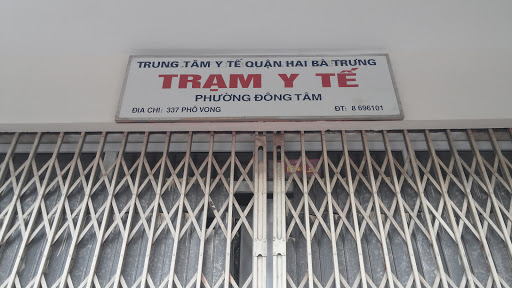 TRUNG TÂM Y TẾ QUẬN HAI BÀ TRƯNG
TRẠM Y TẾ
PHƯỜNG ĐỒNG TÂM
ĐỊA CHỈ: 337 PHỐ VỌNG ĐT: 8 696101